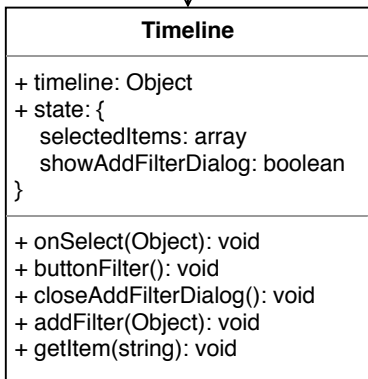 Timeline
+ timeline: Object
+ state: {
selectedItems: array
showAddFilterDialog: boolean
}
+ onSelect(Object): void
+ buttonFilter(): void
+ closeAddFilterDialog(): void
+ addFilter(Object): void
+ getItem(string): void